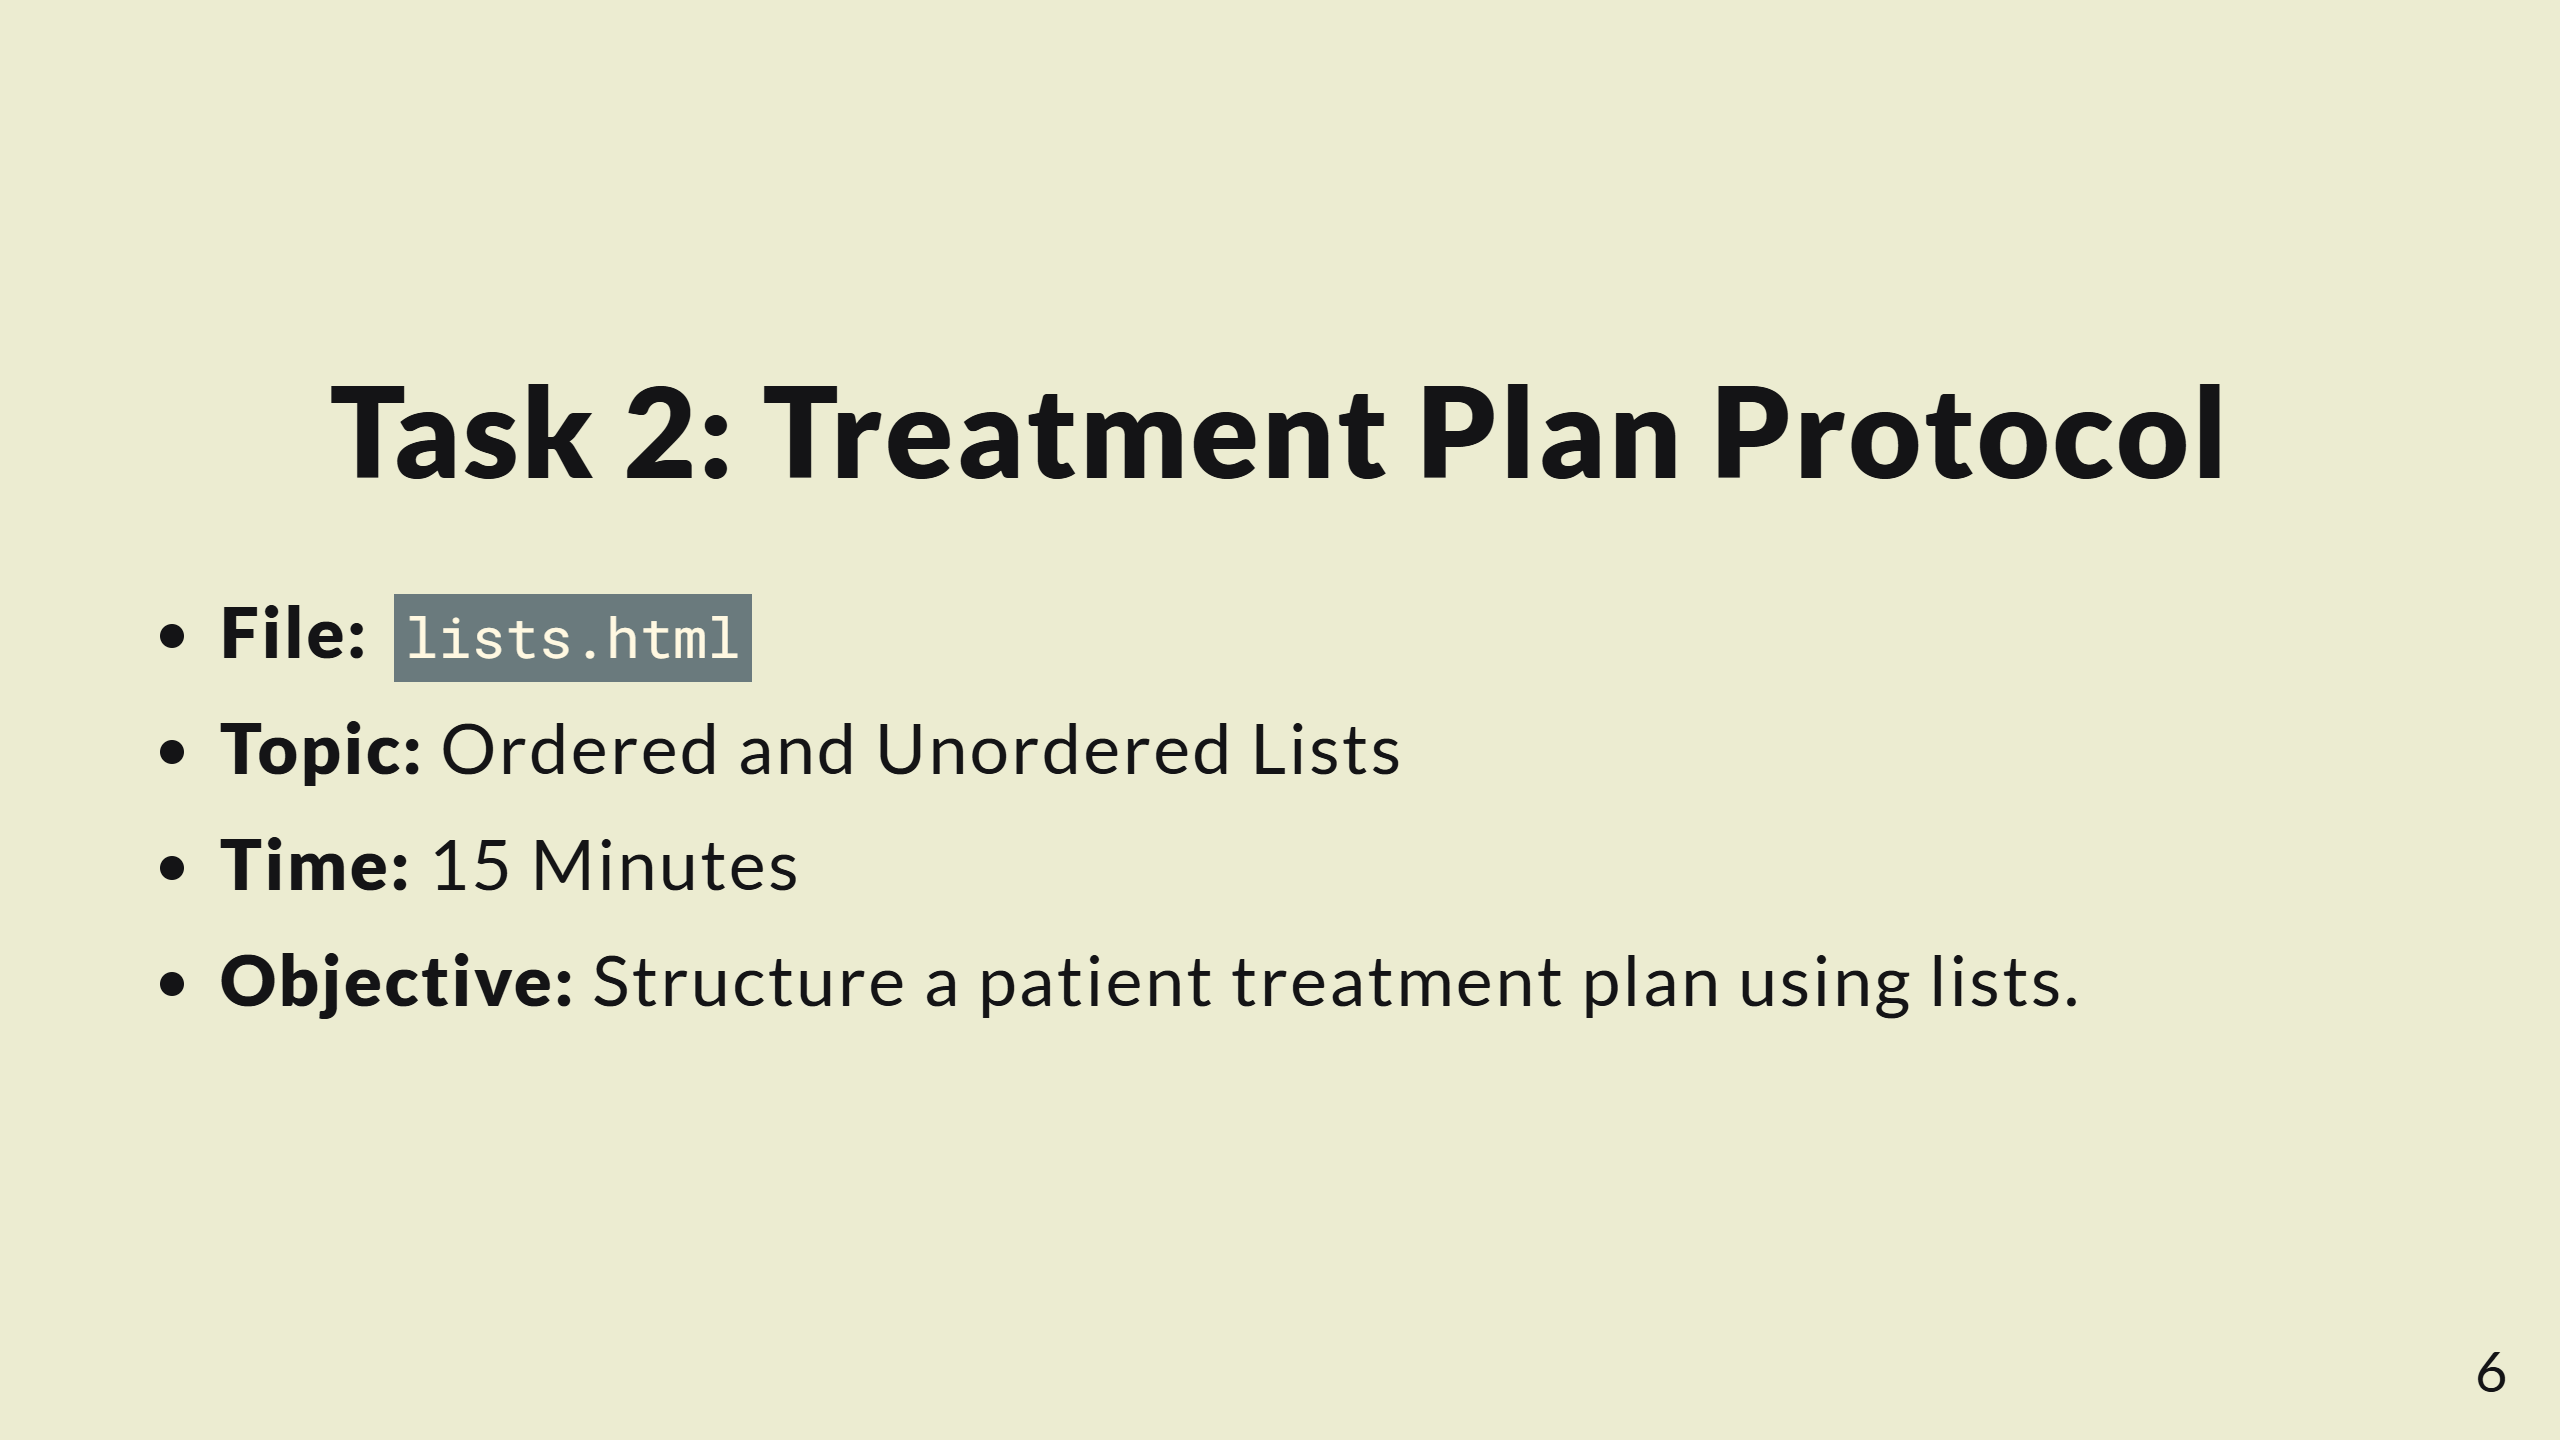 Task 2: Treatment Plan Protocol
• File: lists.html
• Topic: Ordered and Unordered Lists
• Time: 15 Minutes
• Objective: Structure a patient treatment plan using lists.
6